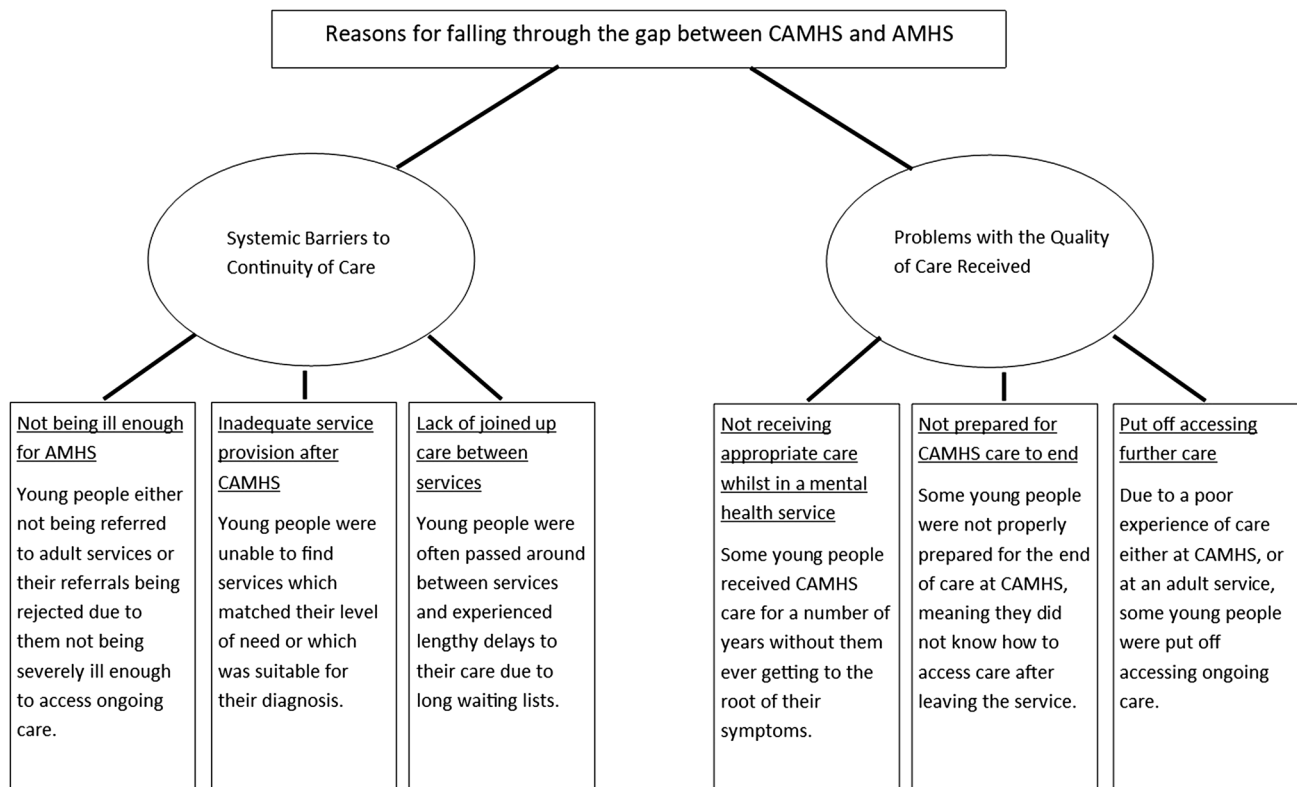 Reasons for falling through the gap between CAMHS and AMHS
Systemic Barriers to
Continuity of Care
Problems with the Quality
of Care Received
Not being ill enough
for AMHS
Young people either
not being referred
to adult services or
their referrals being
rejected due to
them not being
severely ill enough
to access ongoing
care.
Inadequate service
provision after
CAMHS
Young people were
unable to find
services which
matched their level
of need or which
was suitable for
their diagnosis.
Lack of joined up
care between
services
Young people were
often passed around
between services
and experienced
lengthy delays to
their care due to
long waiting lists.
Not receiving
appropriate care
whilst in a mental
health service
Some young people
received CAMHS
care for a number of
years without them
ever getting to the
root of their
symptoms.
Not prepared for
CAMHS care to end
Some young people
were not properly
prepared for the end
of care at CAMHS,
meaning they did
not know how to
access care after
leaving the service.
Put off accessing
further care
Due to a poor
experience of care
either at CAMHS, or
at an adult service,
some young people
were put off
accessing ongoing
care.